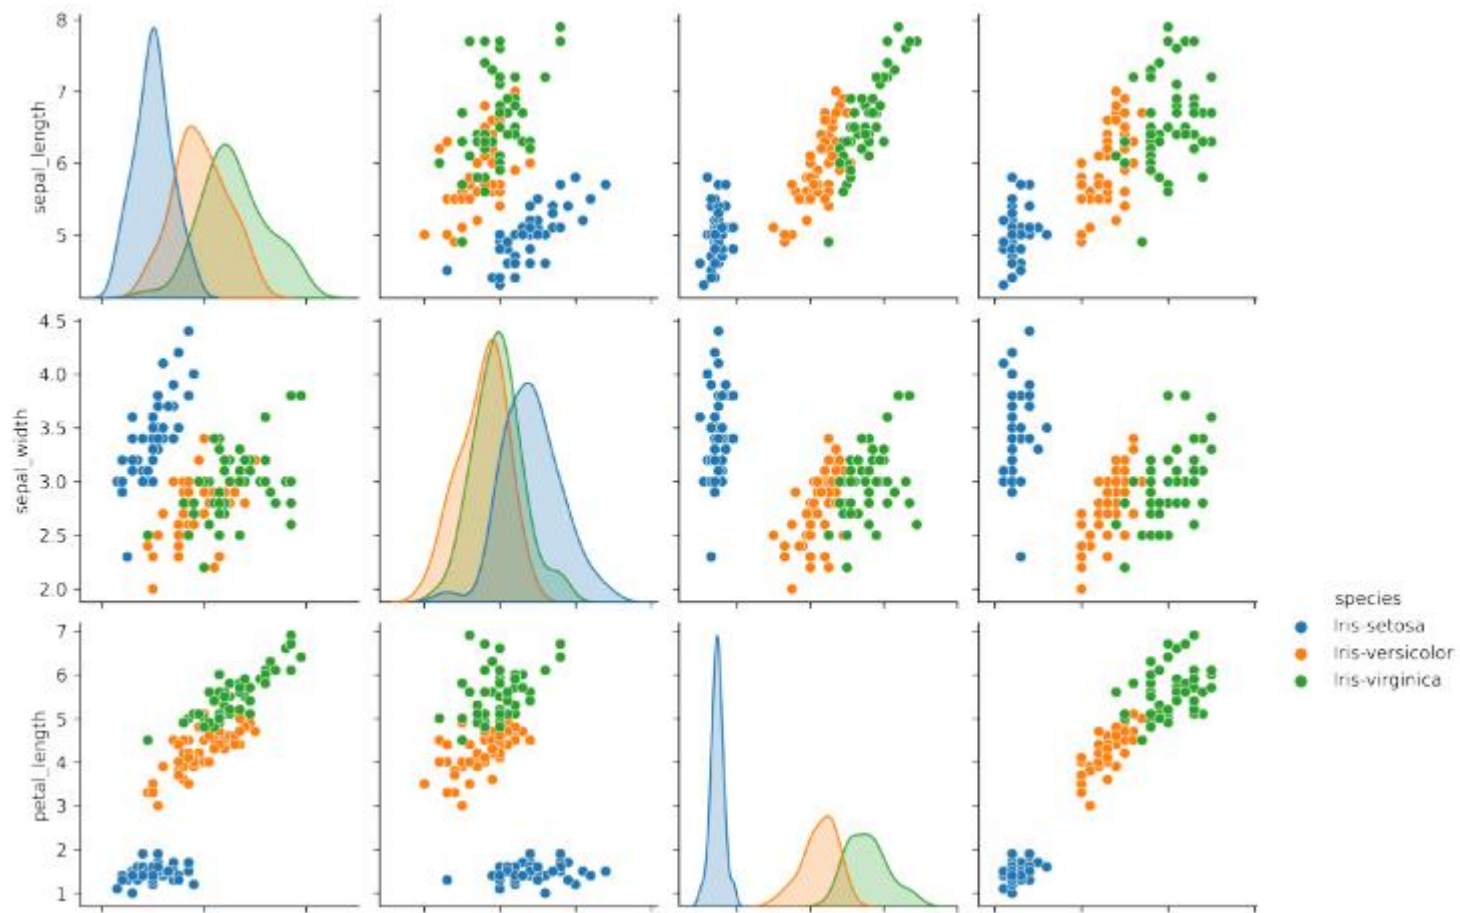 8
7
6
5
sepal_length
4.5
4.0
3.5
3.0
2.5
2.0
sepal_width
7
6
5
4
3
2
1
petal_length
species
Iris-setosa
Iris-versicolor
Iris-virginica